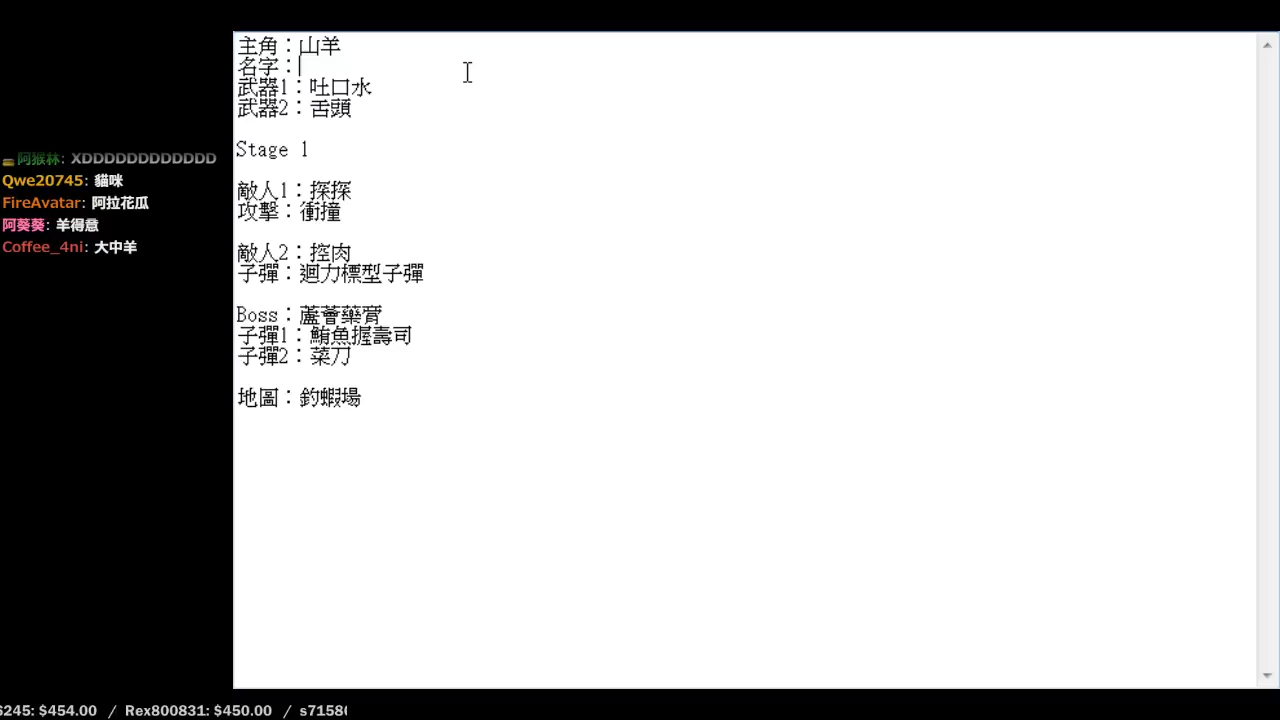 主角：山羊
名字：
武器1：吐口水
武器2：舌頭
Stage 1
敵人1：探探
攻擊：衝撞
敵人2：控肉
子彈：迴力標型子彈
Boss：蘆薈藥膏
子彈1：鮪魚握壽司
子彈2：菜刀
地圖：釣蝦場
阿猴林: XDDDDDDDDDDDD
Qwe20745: 貓咪
FireAvatar: 阿拉花瓜
阿葵葵: 羊得意
Coffee_4ni: 大中羊
6245: $454.00 / Rex800831: $450.00 / s7158